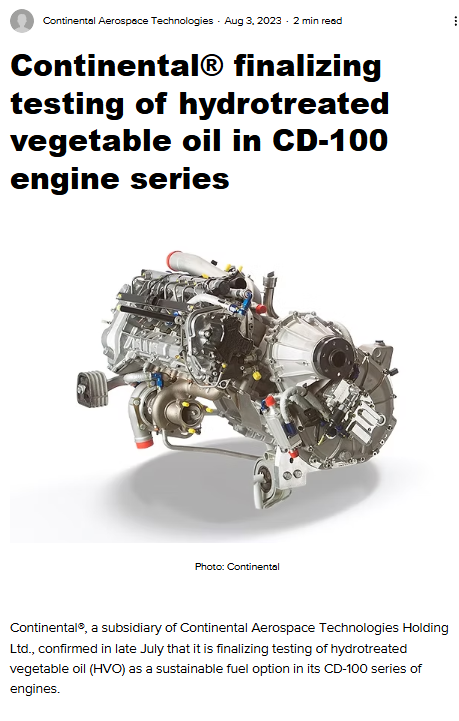 Continental Aerospace Technologies · Aug 3, 2023 · 2 min read
Continental® finalizing
testing of hydrotreated
vegetable oil in CD-100
engine series
Photo: Continental
Continental®, a subsidiary of Continental Aerospace Technologies Holding
Ltd., confirmed in late July that it is finalizing testing of hydrotreated
vegetable oil (HVO) as a sustainable fuel option in its CD-100 series of
engines.